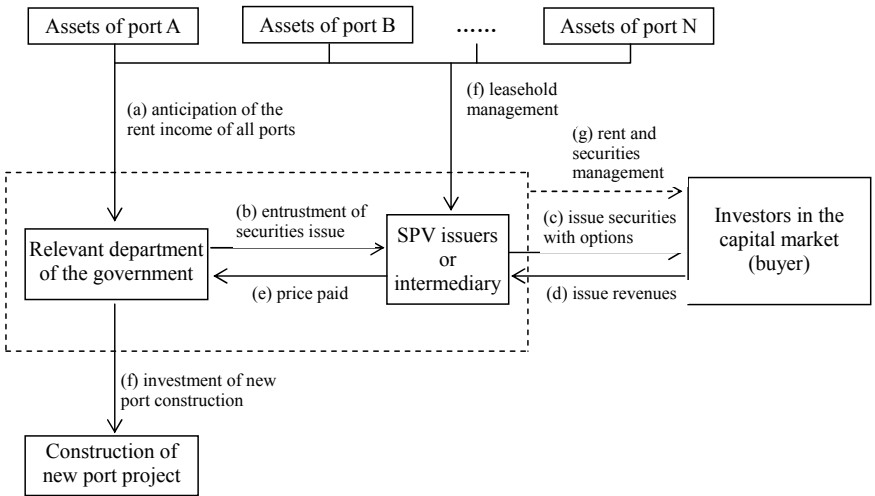 Assets of port A
Assets of port B
……
Assets of port N
(a) anticipation of the
rent income of all ports
(f) leasehold
management
(g) rent and
securities
management
(b) entrustment of
securities issue
(c) issue securities
with options
Relevant department
of the government
SPV issuers
or
intermediary
Investors in the
capital market
(buyer)
(e) price paid
(d) issue revenues
(f) investment of new
port construction
Construction of
new port project